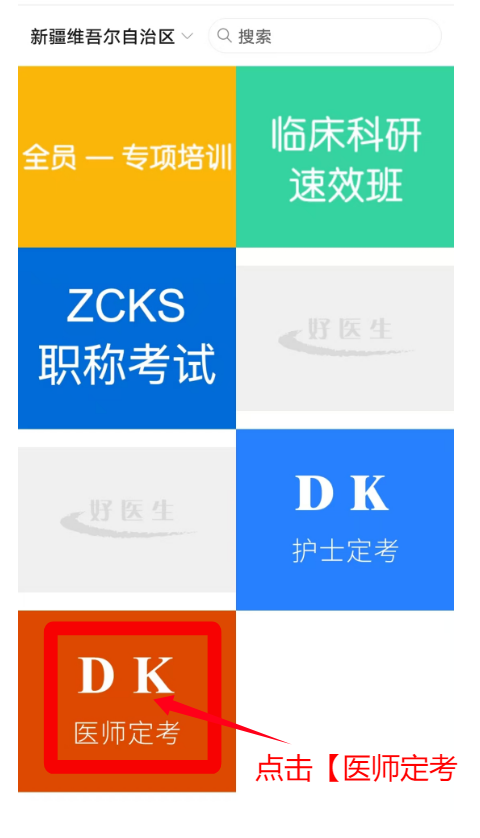 新疆维吾尔自治区 搜索
全员 — 专项培训
临床科研
速效班
ZCKS
职称考试
好医生
好医生
D K
护士定考
D K
医师定考
点击【医师定考